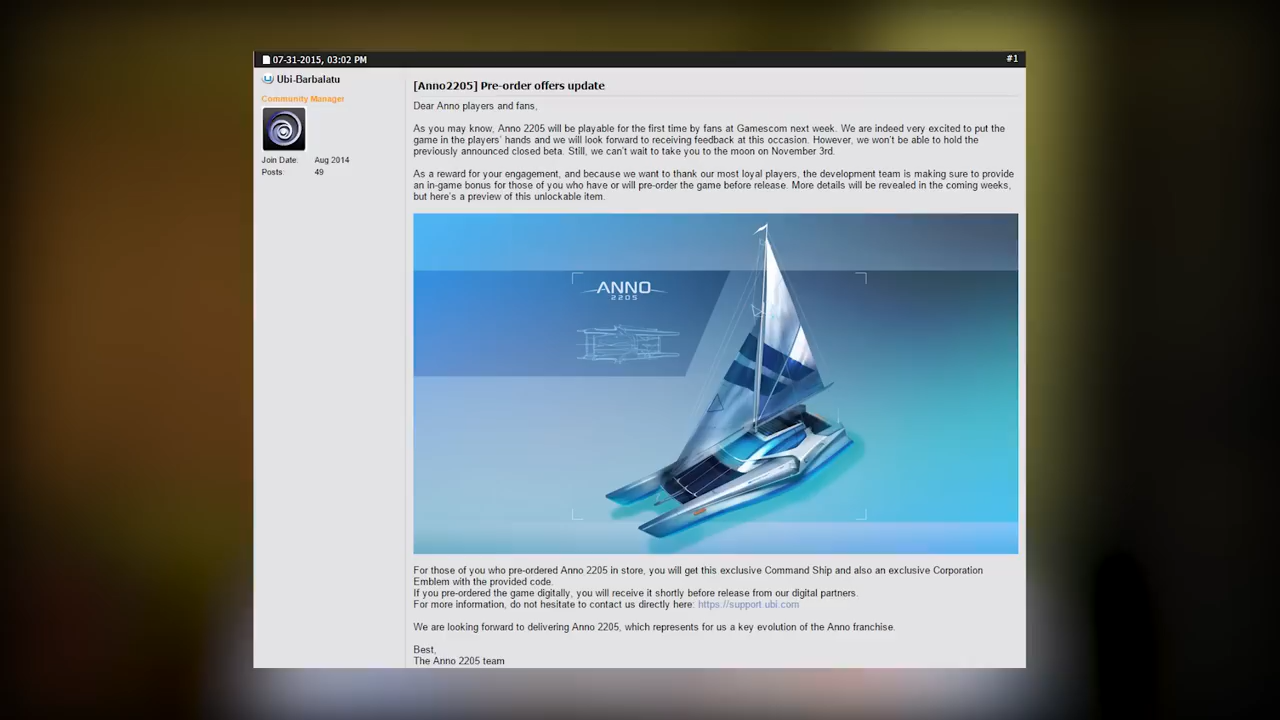 07-31-2015, 03:02 PM
#1
Ubi-Barbalatu
Community Manager
Join Date: Aug 2014
Posts: 49
[Anno2205] Pre-order offers update
Dear Anno players and fans,
As you may know, Anno 2205 will be playable for the first time by fans at Gamescom next week. We are indeed very excited to put the
game in the players' hands and we will look forward to receiving feedback at this occasion. However, we won't be able to hold the
previously announced closed beta. Still, we can't wait to take you to the moon on November 3rd.
As a reward for your engagement, and because we want to thank our most loyal players, the development team is making sure to provide
an in-game bonus for those of you who have or will pre-order the game before release. More details will be revealed in the coming weeks,
but here's a preview of this unlockable item.
ANNO
2205
For those of you who pre-ordered Anno 2205 in store, you will get this exclusive Command Ship and also an exclusive Corporation
Emblem with the provided code.
If you pre-ordered the game digitally, you will receive it shortly before release from our digital partners.
For more information, do not hesitate to contact us directly here: https://support.ubi.com
We are looking forward to delivering Anno 2205, which represents for us a key evolution of the Anno franchise.
Best,
The Anno 2205 team